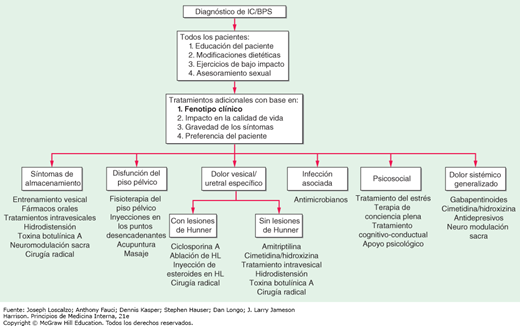 Diagnóstico de IC/BPS
Todos los pacientes:
1. Educación del paciente
2. Modificaciones dietéticas
3. Ejercicios de bajo impacto
4. Asesoramiento sexual
Tratamientos adicionales con base en:
1. Fenotipo clínico
2. Impacto en la calidad de vida
3. Gravedad de los síntomas
4. Preferencia del paciente
Síntomas de
almacenamiento
Entrenamiento vesical
Fármacos orales
Tratamientos intravesicales
Hidrodistensión
Toxina botulínica A
Neuromodulación sacra
Cirugía radical
Disfunción del
piso pélvico
Fisioterapia del
piso pélvico
Inyecciones en
los puntos
desencadenantes
Acupuntura
Masaje
Dolor vesical/
uretral específico
Con lesiones
de Hunner
Ciclosporina A
Ablación de HL
Inyección de
esteroides en HL
Cirugía radical
Sin lesiones
de Hunner
Amitriptilina
Cimetidina/hidroxizina
Tratamiento intravesical
Hidrodistensión
Toxina botulínica A
Cirugía radical
Infección
asociada
Antimicrobianos
Psicosocial
Tratamiento del estrés
Terapia de
conciencia plena
Tratamiento
cognitivo-conductual
Apoyo psicológico
Dolor sistémico
generalizado
Gabapentinoides
Cimetidina/hidroxizina
Antidepresivos
Neuro modulación
sacra
Fuente: Joseph Loscalzo; Anthony Fauci; Dennis Kasper; Stephen Hauser; Dan Longo; J. Larry Jameson
Harrison. Principios de Medicina Interna, 21e
Copyright © McGraw Hill Education. Todos los derechos reservados.